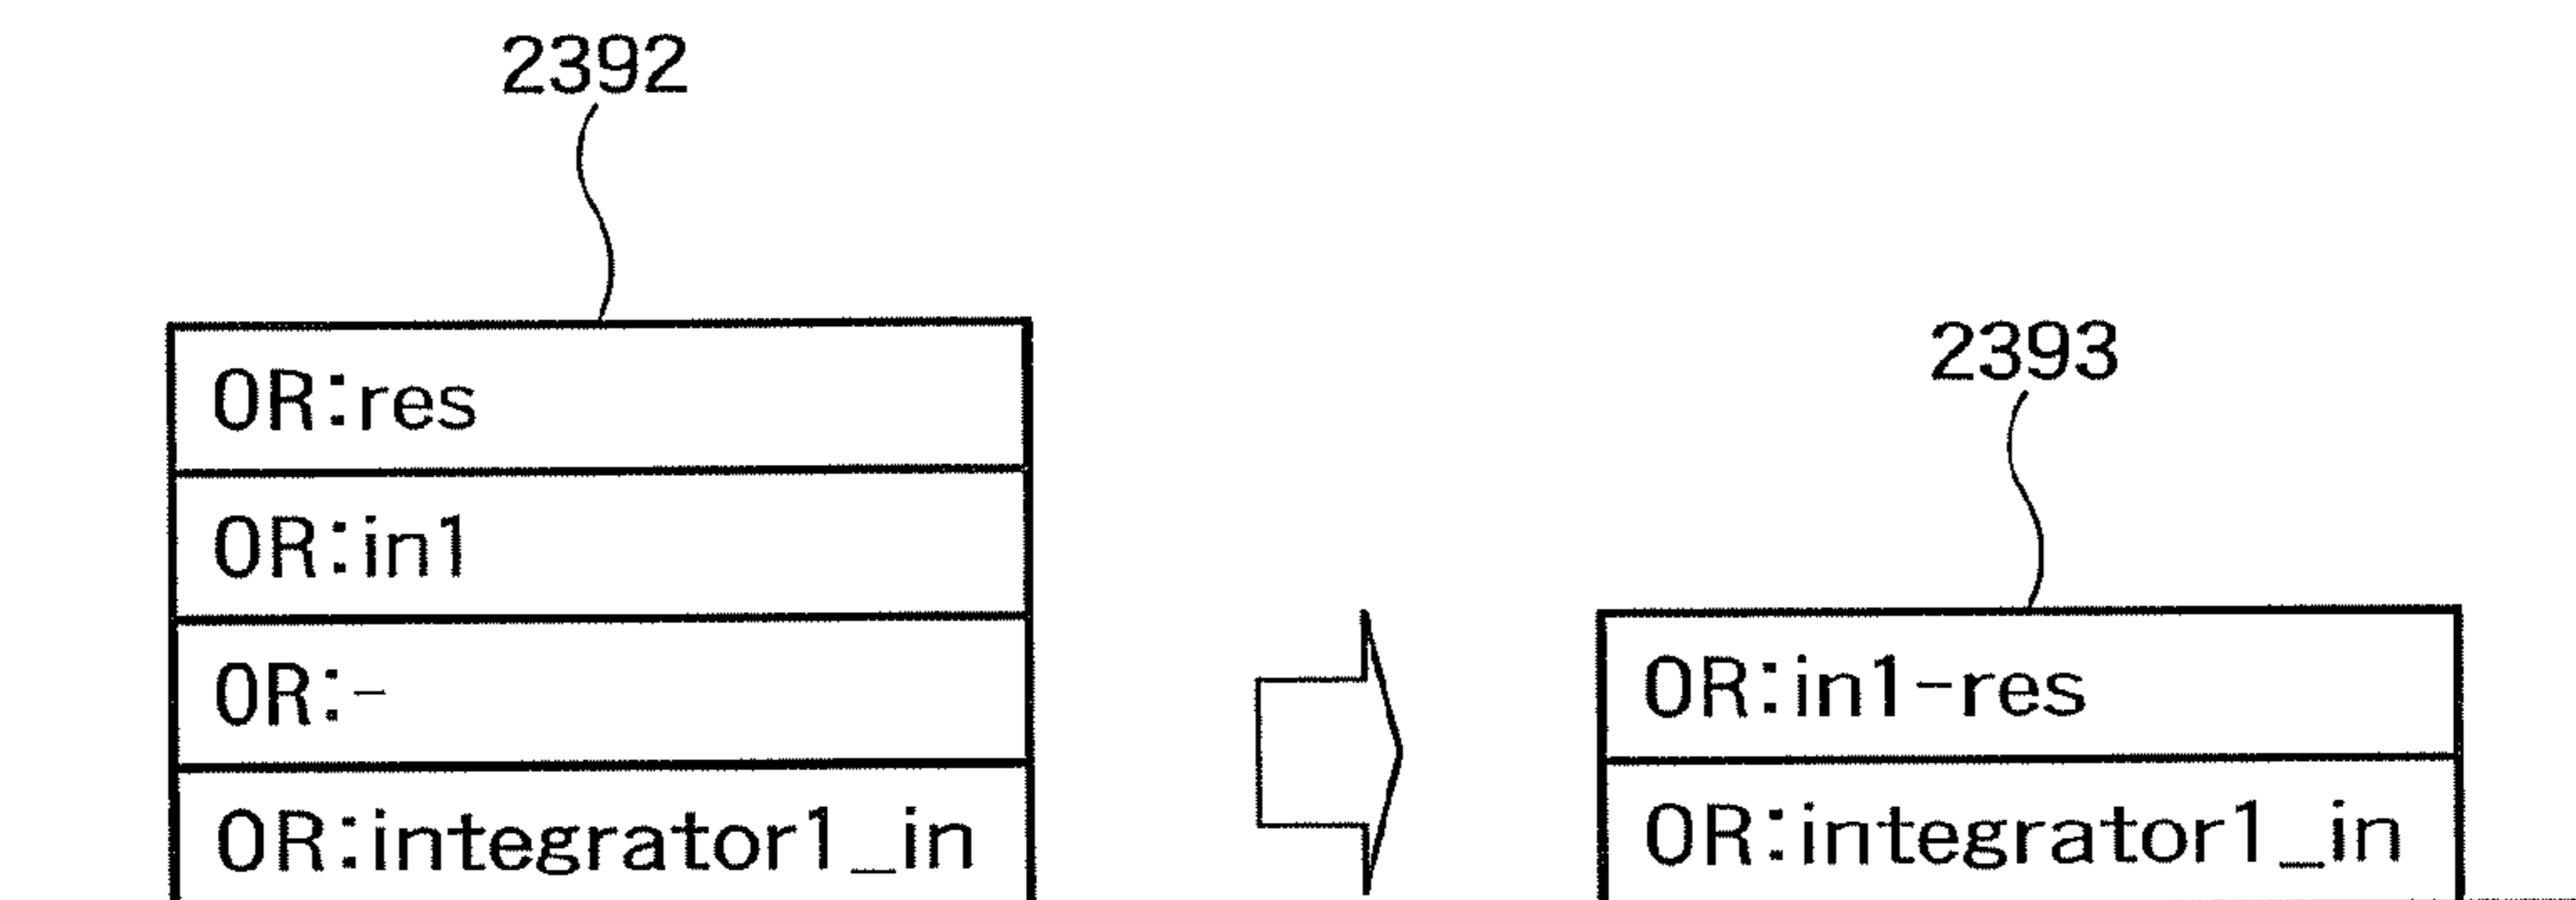 2392
OR:res
OR:in1
OR:-
OR:integrator1_in
2393
OR:in1-res
OR:integrator1_in